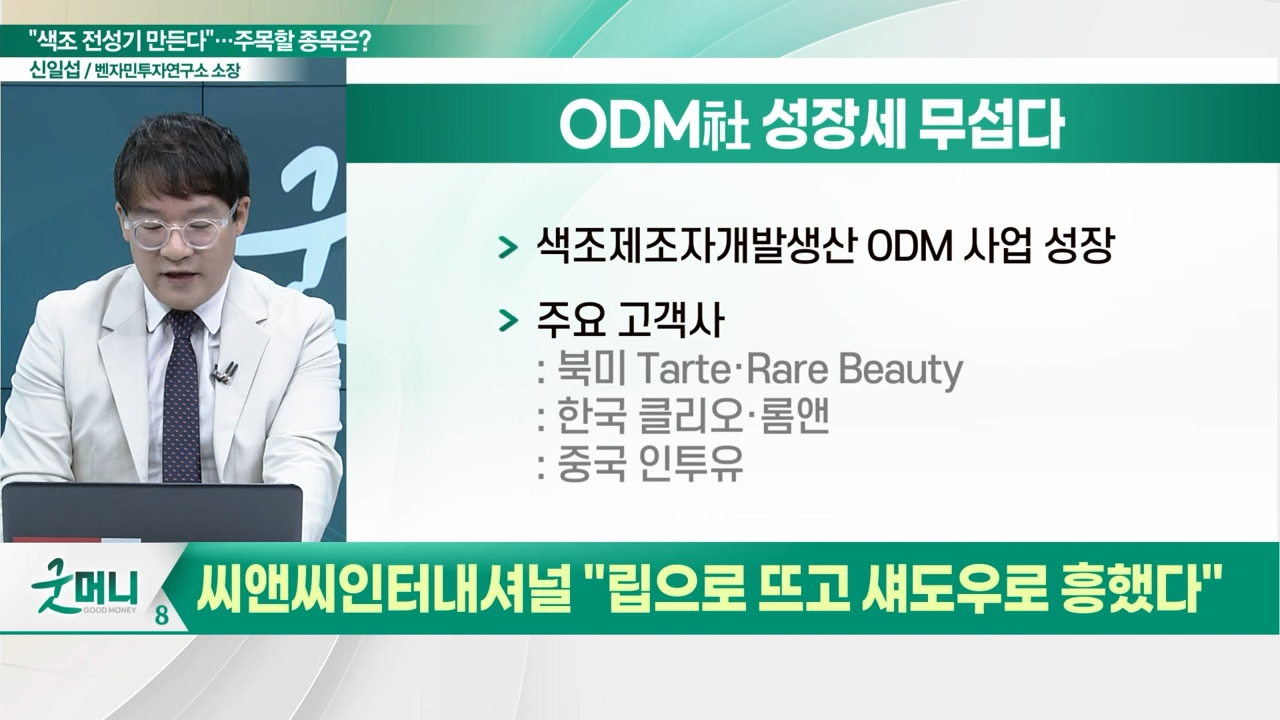 "색조 전성기 만든다"…주목할 종목은?
신일섭 / 벤자민투자연구소 소장
ODM社 성장세 무섭다
> 색조제조자개발생산 ODM 사업 성장
> 주요 고객사
: 북미 Tarte·Rare Beauty
: 한국 클리오·롬앤
: 중국 인투유
굿머니
GOOD MONEY
8
씨앤씨인터내셔널 "립으로 뜨고 섀도우로 흥했다"